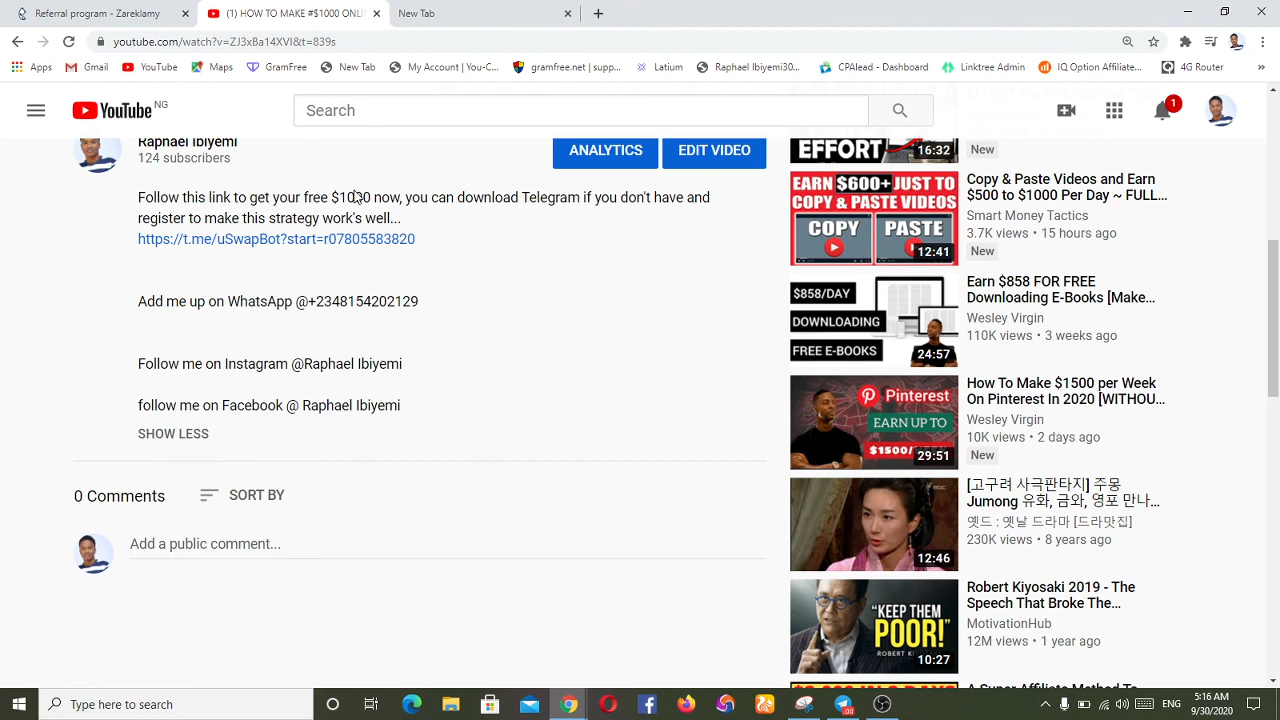 Referral program - Zareklamy
(1) HOW TO MAKE #$1000 ONLI
New Tab
youtube.com/watch?v=ZJ3xBa14XVI&t=839s
Apps
Gmail
YouTube
Maps
GramFree
New Tab
My Account | You-C...
gramfree.net | supp...
Latium
Raphael Ibiyemi30...
CPAlead - Dashboard
Linktree Admin
IQ Option Affiliate...
4G Router
YouTube NG
Search
1
Raphael Ibiyemi
124 subscribers
ANALYTICS
EDIT VIDEO
Follow this link to get your free $1000 now, you can download Telegram if you don't have and
register to make this strategy work's well...
https://t.me/uSwapBot?start=r07805583820
Add me up on WhatsApp @+2348154202129
Follow me on Instagram @Raphael Ibiyemi
follow me on Facebook @ Raphael Ibiyemi
SHOW LESS
0 Comments
SORT BY
Add a public comment...
EFFORT
16:32
New
EARN $600+ JUST TO
COPY & PASTE VIDEOS
COPY
PASTE
12:41
Copy & Paste Videos and Earn
$500 to $1000 Per Day ~ FULL...
Smart Money Tactics
3.7K views • 15 hours ago
New
$858/DAY
DOWNLOADING
FREE E-BOOKS
24:57
Earn $858 FOR FREE
Downloading E-Books [Make...
Wesley Virgin
110K views • 3 weeks ago
Pinterest
EARN UP TO
29:51
How To Make $1500 per Week
On Pinterest In 2020 [WITHOU...
Wesley Virgin
10K views • 2 days ago
New
MBC
12:46
[고구려 사극판타지] 주몽
Jumong 유화, 금와, 영포 만나...
옛드 : 옛날 드라마 [드라맛집]
230K views • 8 years ago
"KEEP THEM
POOR!"
10:27
Robert Kiyosaki 2019 - The
Speech That Broke The...
MotivationHub
12M views • 1 year ago
Type here to search
ENG
5:16 AM
9/30/2020